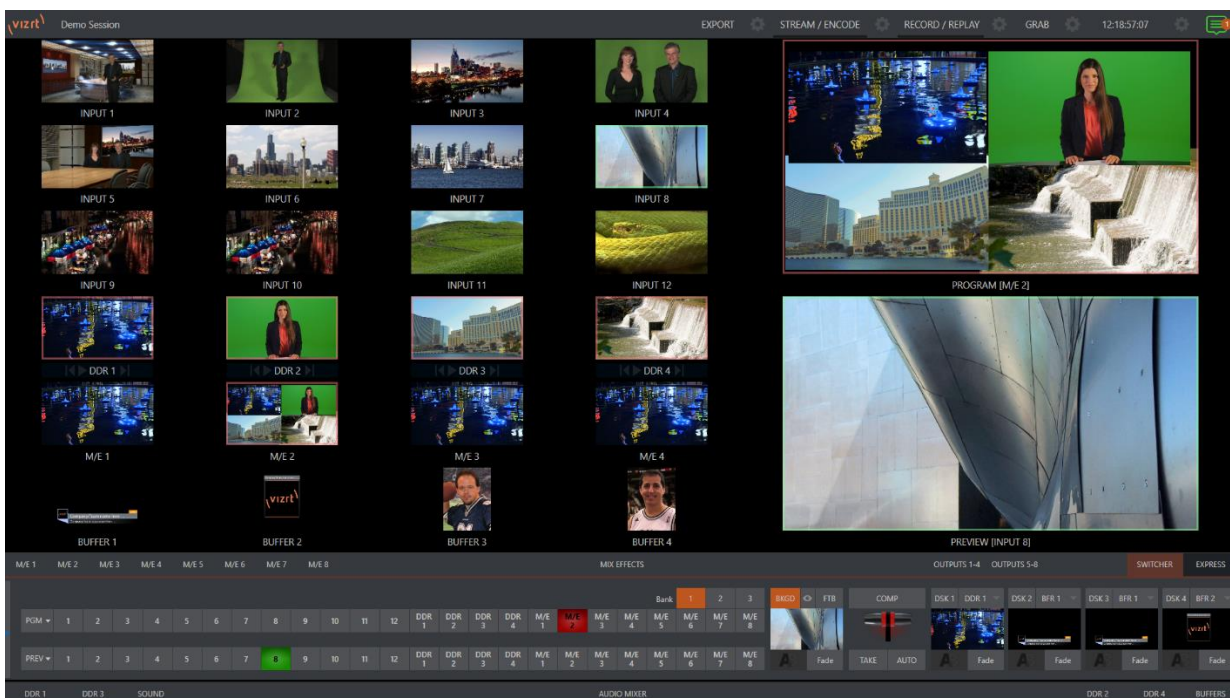 vizrt Demo Session EXPORT STREAM / ENCODE RECORD / REPLAY GRAB 12:18:57:07 1
INPUT 1 INPUT 2 INPUT 3 INPUT 4
INPUT 5 INPUT 6 INPUT 7 INPUT 8
INPUT 9 INPUT 10 INPUT 11 INPUT 12
PROGRAM [M/E 2]
DDR 1 DDR 2 DDR 3 DDR 4
M/E 1 M/E 2 M/E 3 M/E 4
vizrt
BUFFER 1 BUFFER 2 BUFFER 3 BUFFER 4
PREVIEW [INPUT 8]
M/E 1 M/E 2 M/E 3 M/E 4 M/E 5 M/E 6 M/E 7 M/E 8 MIX EFFECTS OUTPUTS 1-4 OUTPUTS 5-8 SWITCHER EXPRESS
Bank 1 2 3 BKGD FTB COMP DSK 1 DDR 1 DSK 2 BFR 1 DSK 3 BFR 1 DSK 4 BFR 2
PGM 1 2 3 4 5 6 7 8 9 10 11 12 DDR 1 DDR 2 DDR 3 DDR 4 M/E 1 M/E 2 M/E 3 M/E 4 M/E 5 M/E 6 M/E 7 M/E 8
vizrt
PREV 1 2 3 4 5 6 7 8 9 10 11 12 DDR 1 DDR 2 DDR 3 DDR 4 M/E 1 M/E 2 M/E 3 M/E 4 M/E 5 M/E 6 M/E 7 M/E 8 A Fade TAKE AUTO A Fade A Fade A Fade A Fade
DDR 1 DDR 3 SOUND AUDIO MIXER DDR 2 DDR 4 BUFFERS